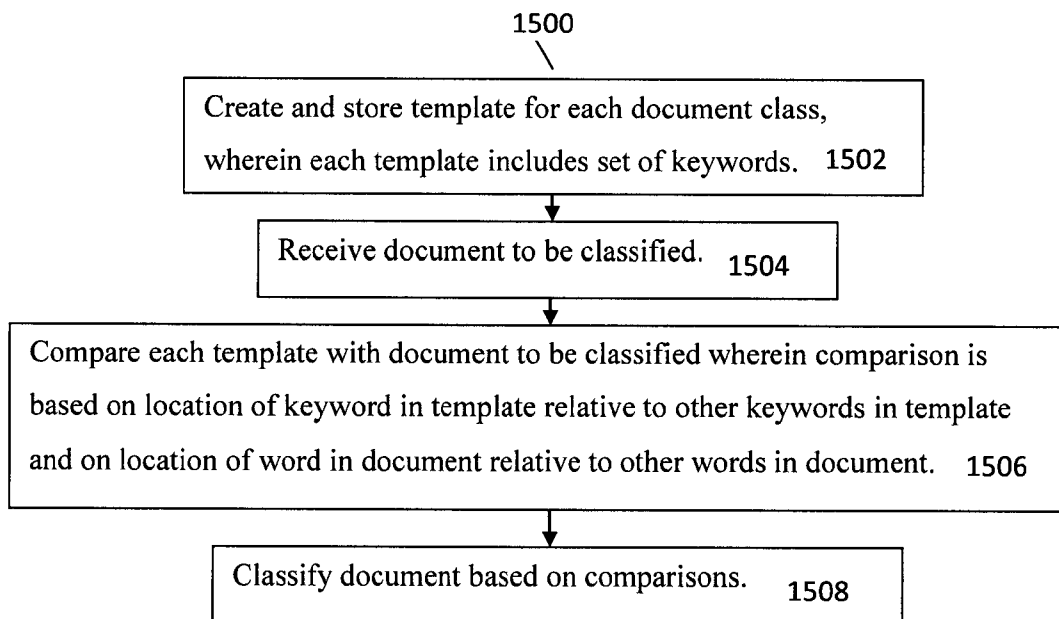 1500
Create and store template for each document class,
wherein each template includes set of keywords. 1502
Receive document to be classified. 1504
Compare each template with document to be classified wherein comparison is
based on location of keyword in template relative to other keywords in template
and on location of word in document relative to other words in document. 1506
Classify document based on comparisons. 1508